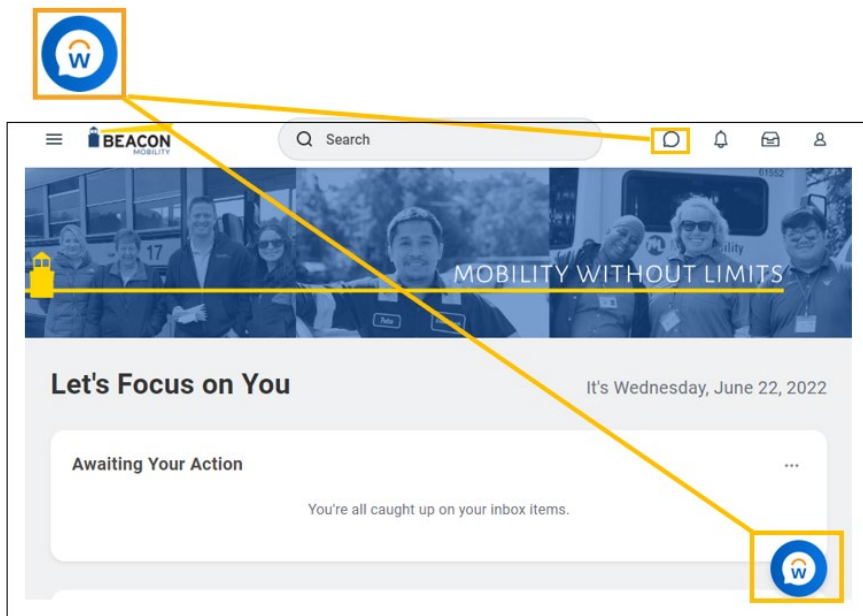 w
BEACON
MOBILITY
Search
61552
17
MOBILITY WITHOUT LIMITS
Let's Focus on You
It's Wednesday, June 22, 2022
Awaiting Your Action
You're all caught up on your inbox items.
w